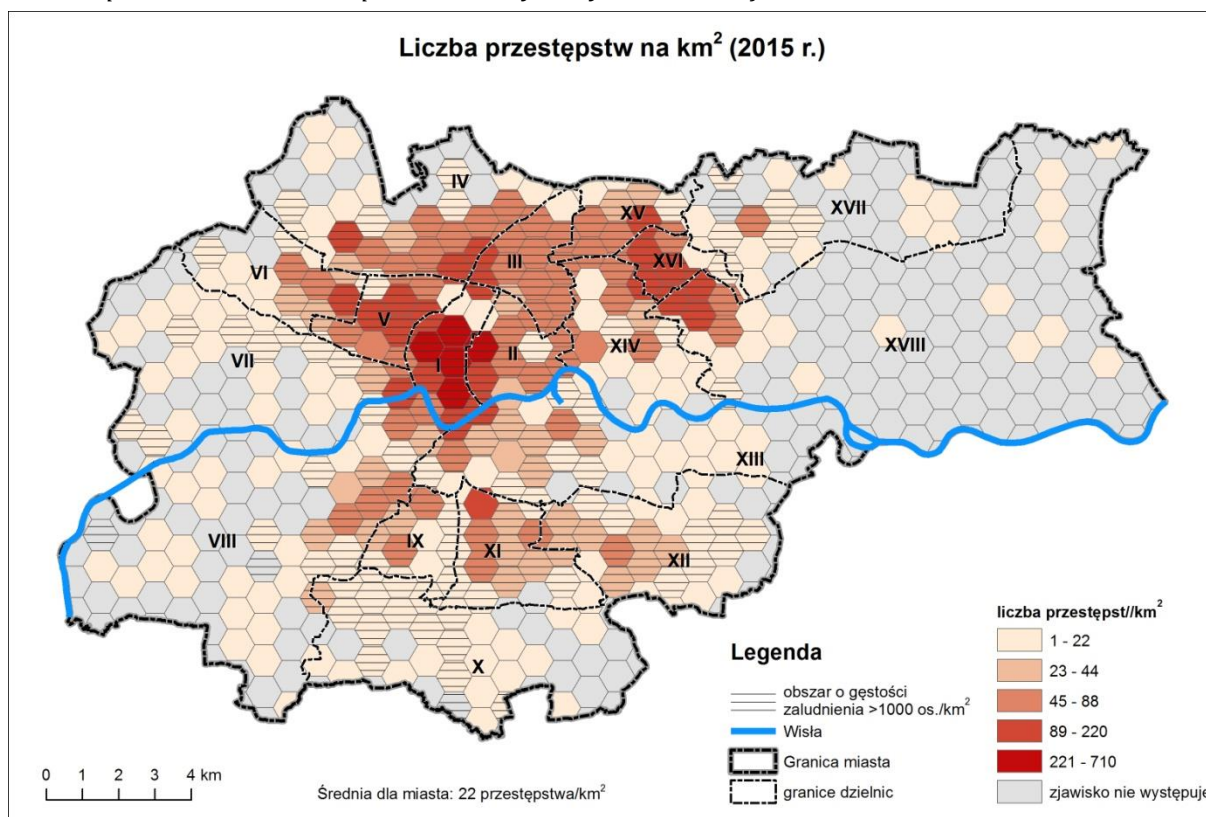 Liczba przestępstw na km² (2015 r.)
IV
XV
XVII
III
XVI
VI
V
VII
I
II
XIV
XVIII
XIII
VIII
IX
XI
XII
X
Legenda
obszar o gęstości
zaludnienia >1000 os./km²
Wisła
Granica miasta
granice dzielnic
liczba przestępst//km²
1 - 22
23 - 44
45 - 88
89 - 220
221 - 710
zjawisko nie występuje
0 1 2 3 4 km
Średnia dla miasta: 22 przestępstwa/km²